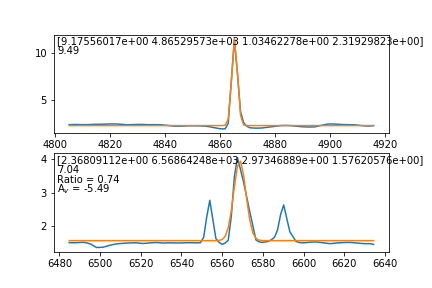 [9.17556017e+00 4.86529573e+03 1.03462278e+00 2.31929823e+00]
9.49
10
5
4800 4820 4840 4860 4880 4900 4920
[2.36809112e+00 6.56864248e+03 2.97346889e+00 1.57620576e+00]
7.04
Ratio = 0.74
Av = -5.49
4
3
2
6480 6500 6520 6540 6560 6580 6600 6620 6640